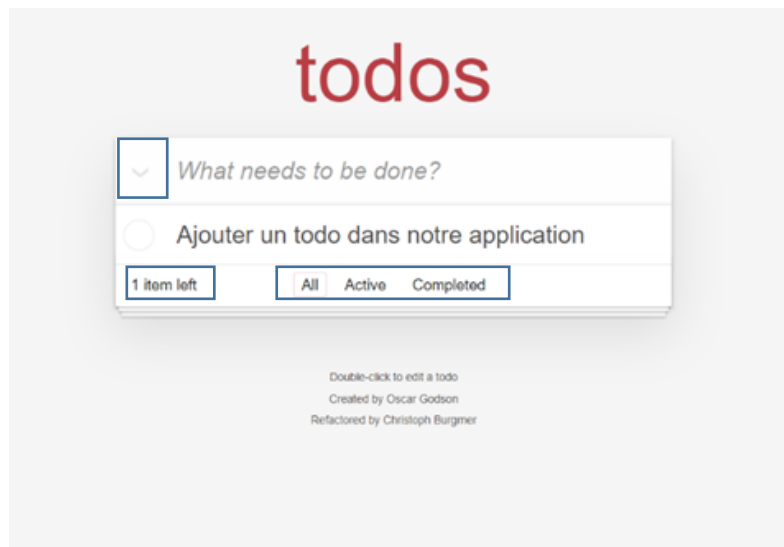 todos
What needs to be done?
Ajouter un todo dans notre application
1 item left All Active Completed
Double-click to edit a todo
Created by Oscar Godson
Refactored by Christoph Burgmer